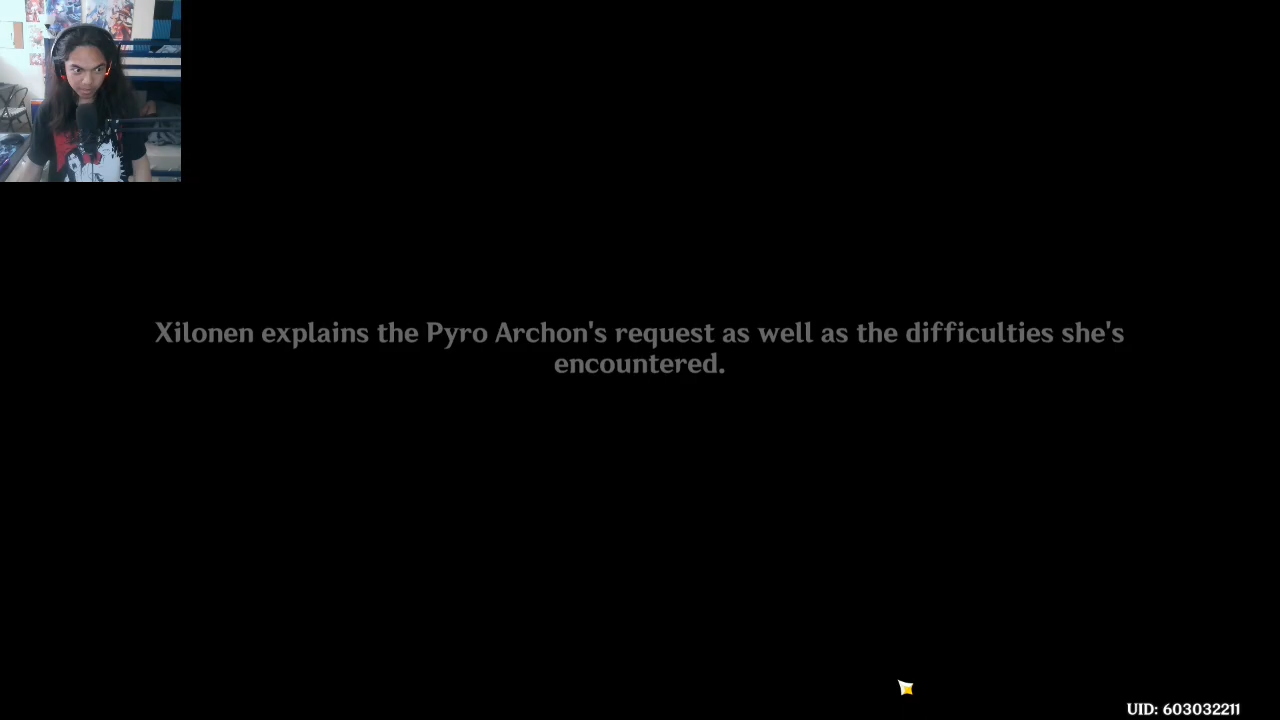 Xilonen explains the Pyro Archon's request as well as the difficulties she's
encountered.
UID: 603032211